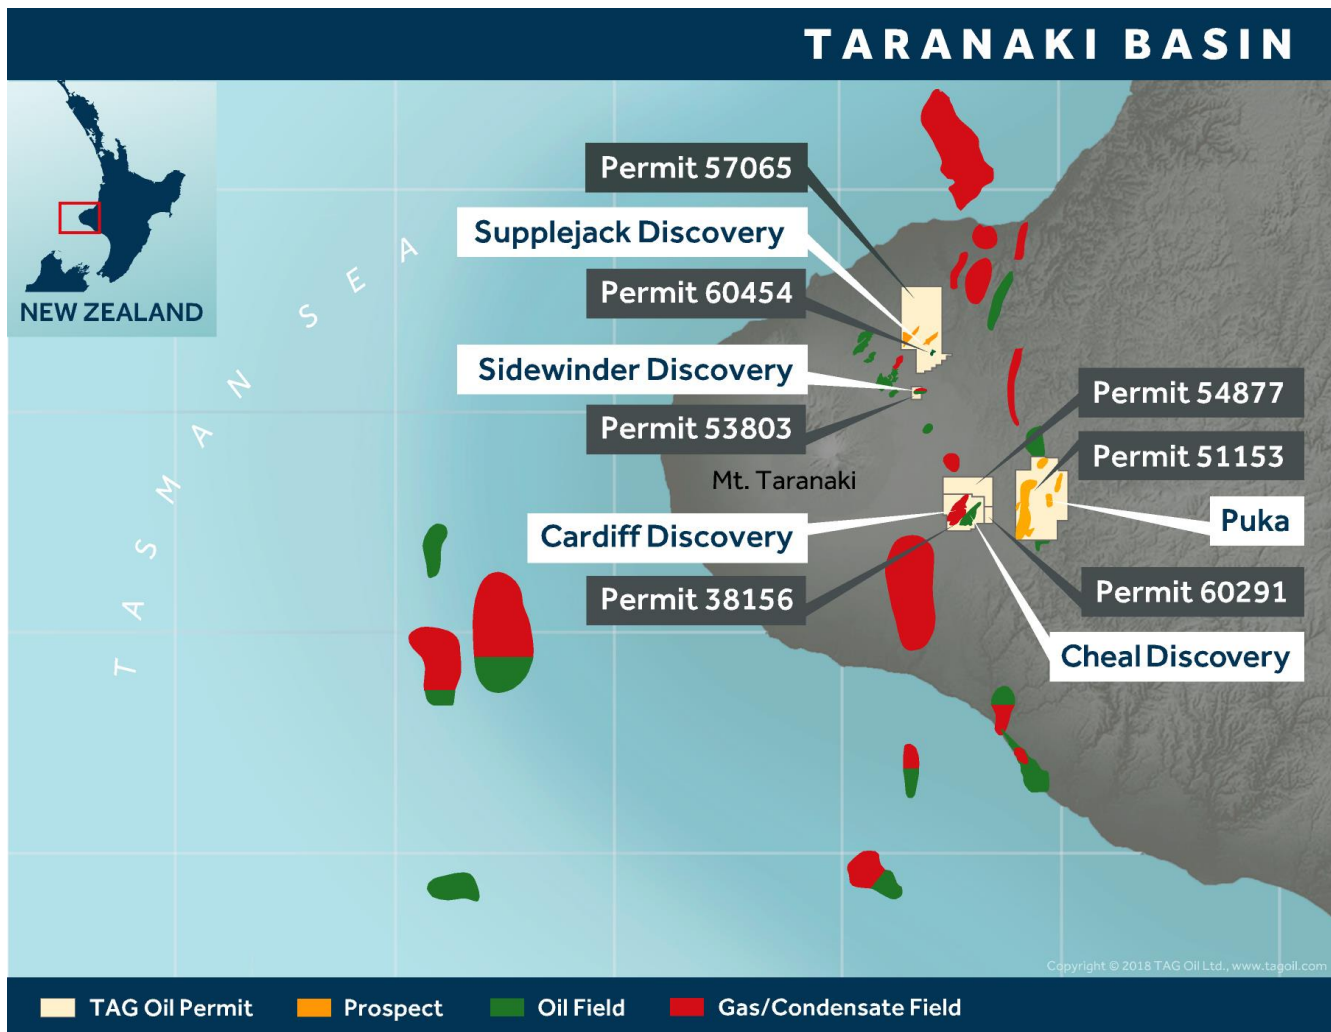 TARANAKI BASIN
NEW ZEALAND
TASMAN SEA
Permit 57065
Supplejack Discovery
Permit 60454
Sidewinder Discovery
Permit 53803
Permit 54877
Permit 51153
Mt. Taranaki
Puka
Cardiff Discovery
Permit 38156
Permit 60291
Cheal Discovery
Copyright © 2018 TAG Oil Ltd., www.tagoil.com
TAG Oil Permit
Prospect
Oil Field
Gas/Condensate Field